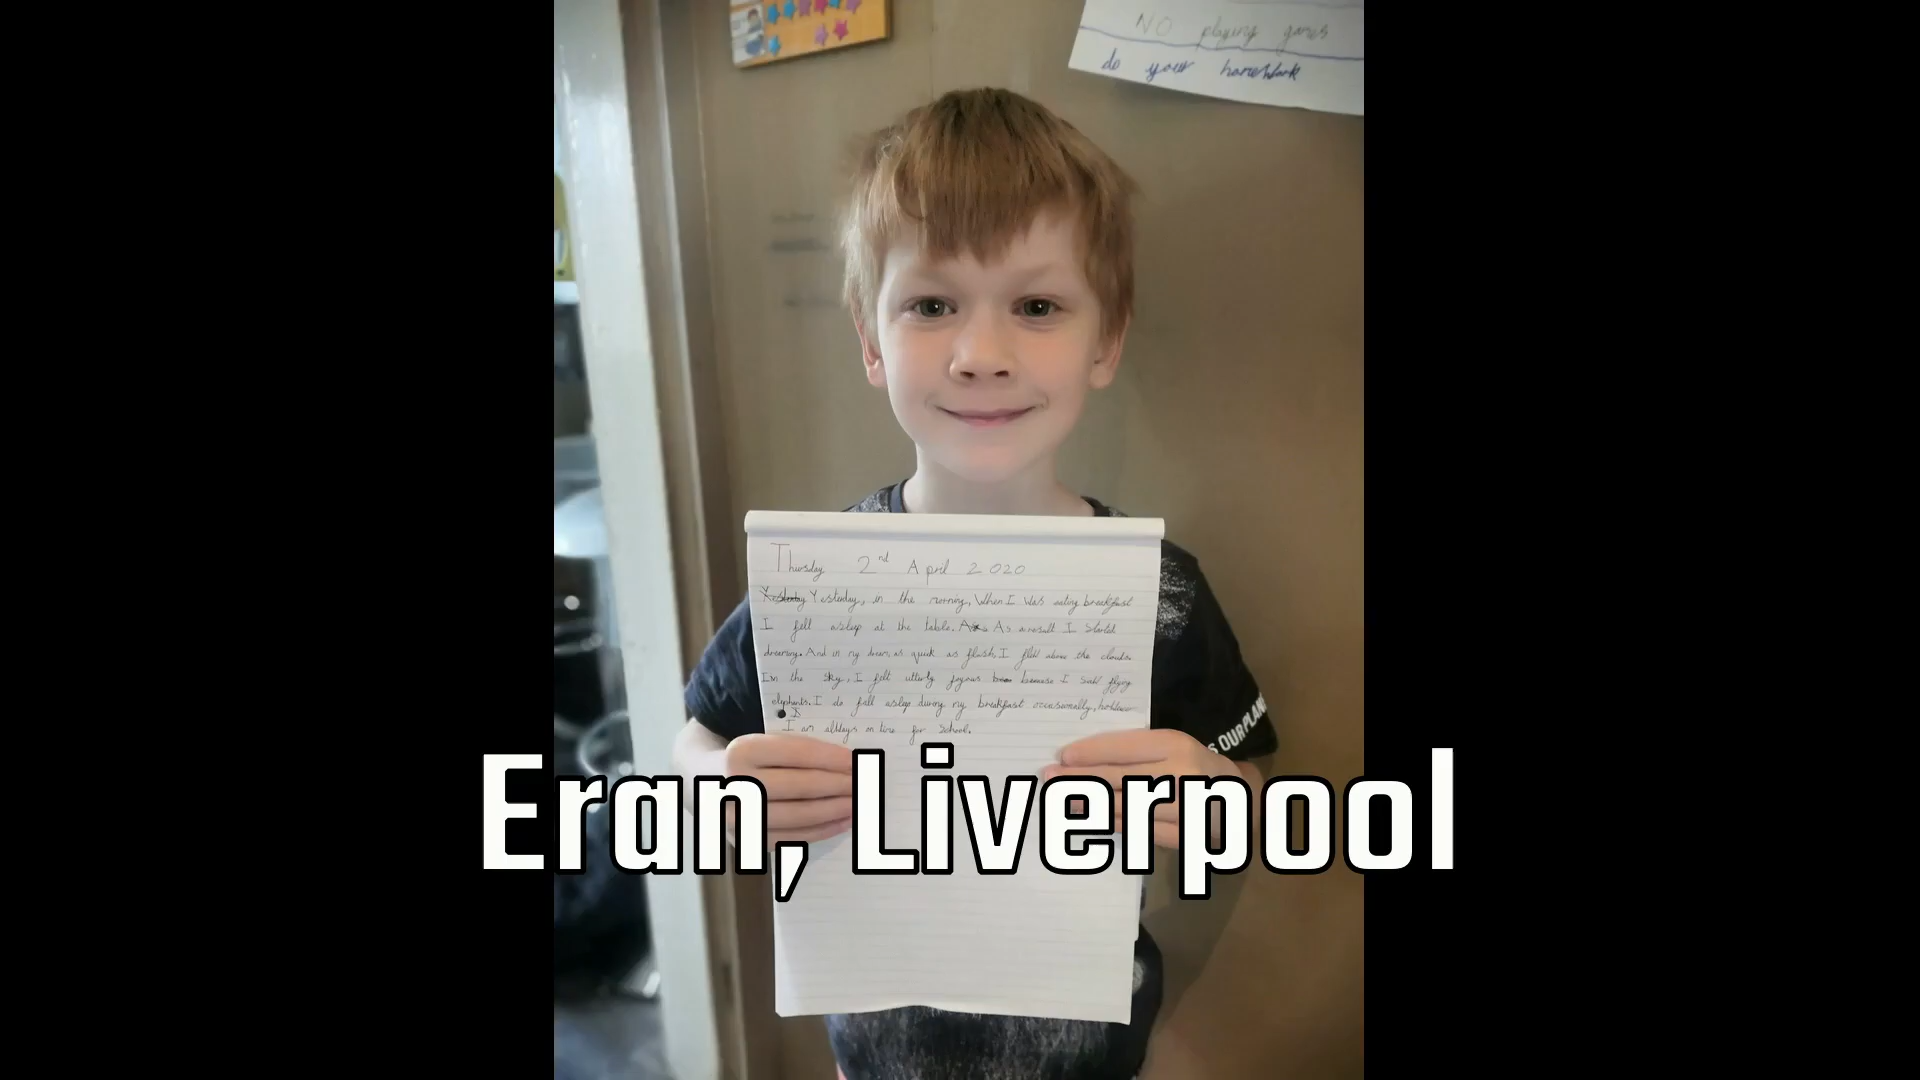 NO playing games
do your homework
Thursday 2nd April 2020
Yesterday Yesterday, in the morning, When I was eating breakfast
I fell asleep at the table. As a result I started
dreaming. And in my dream, as quick as flash, I flew above the clouds.
In the sky, I felt utterly joyous because I saw flying
elephants. I do fall asleep during my breakfast occasionally, however
I am always on time for school.
S OUR PLAN
Eran, Liverpool